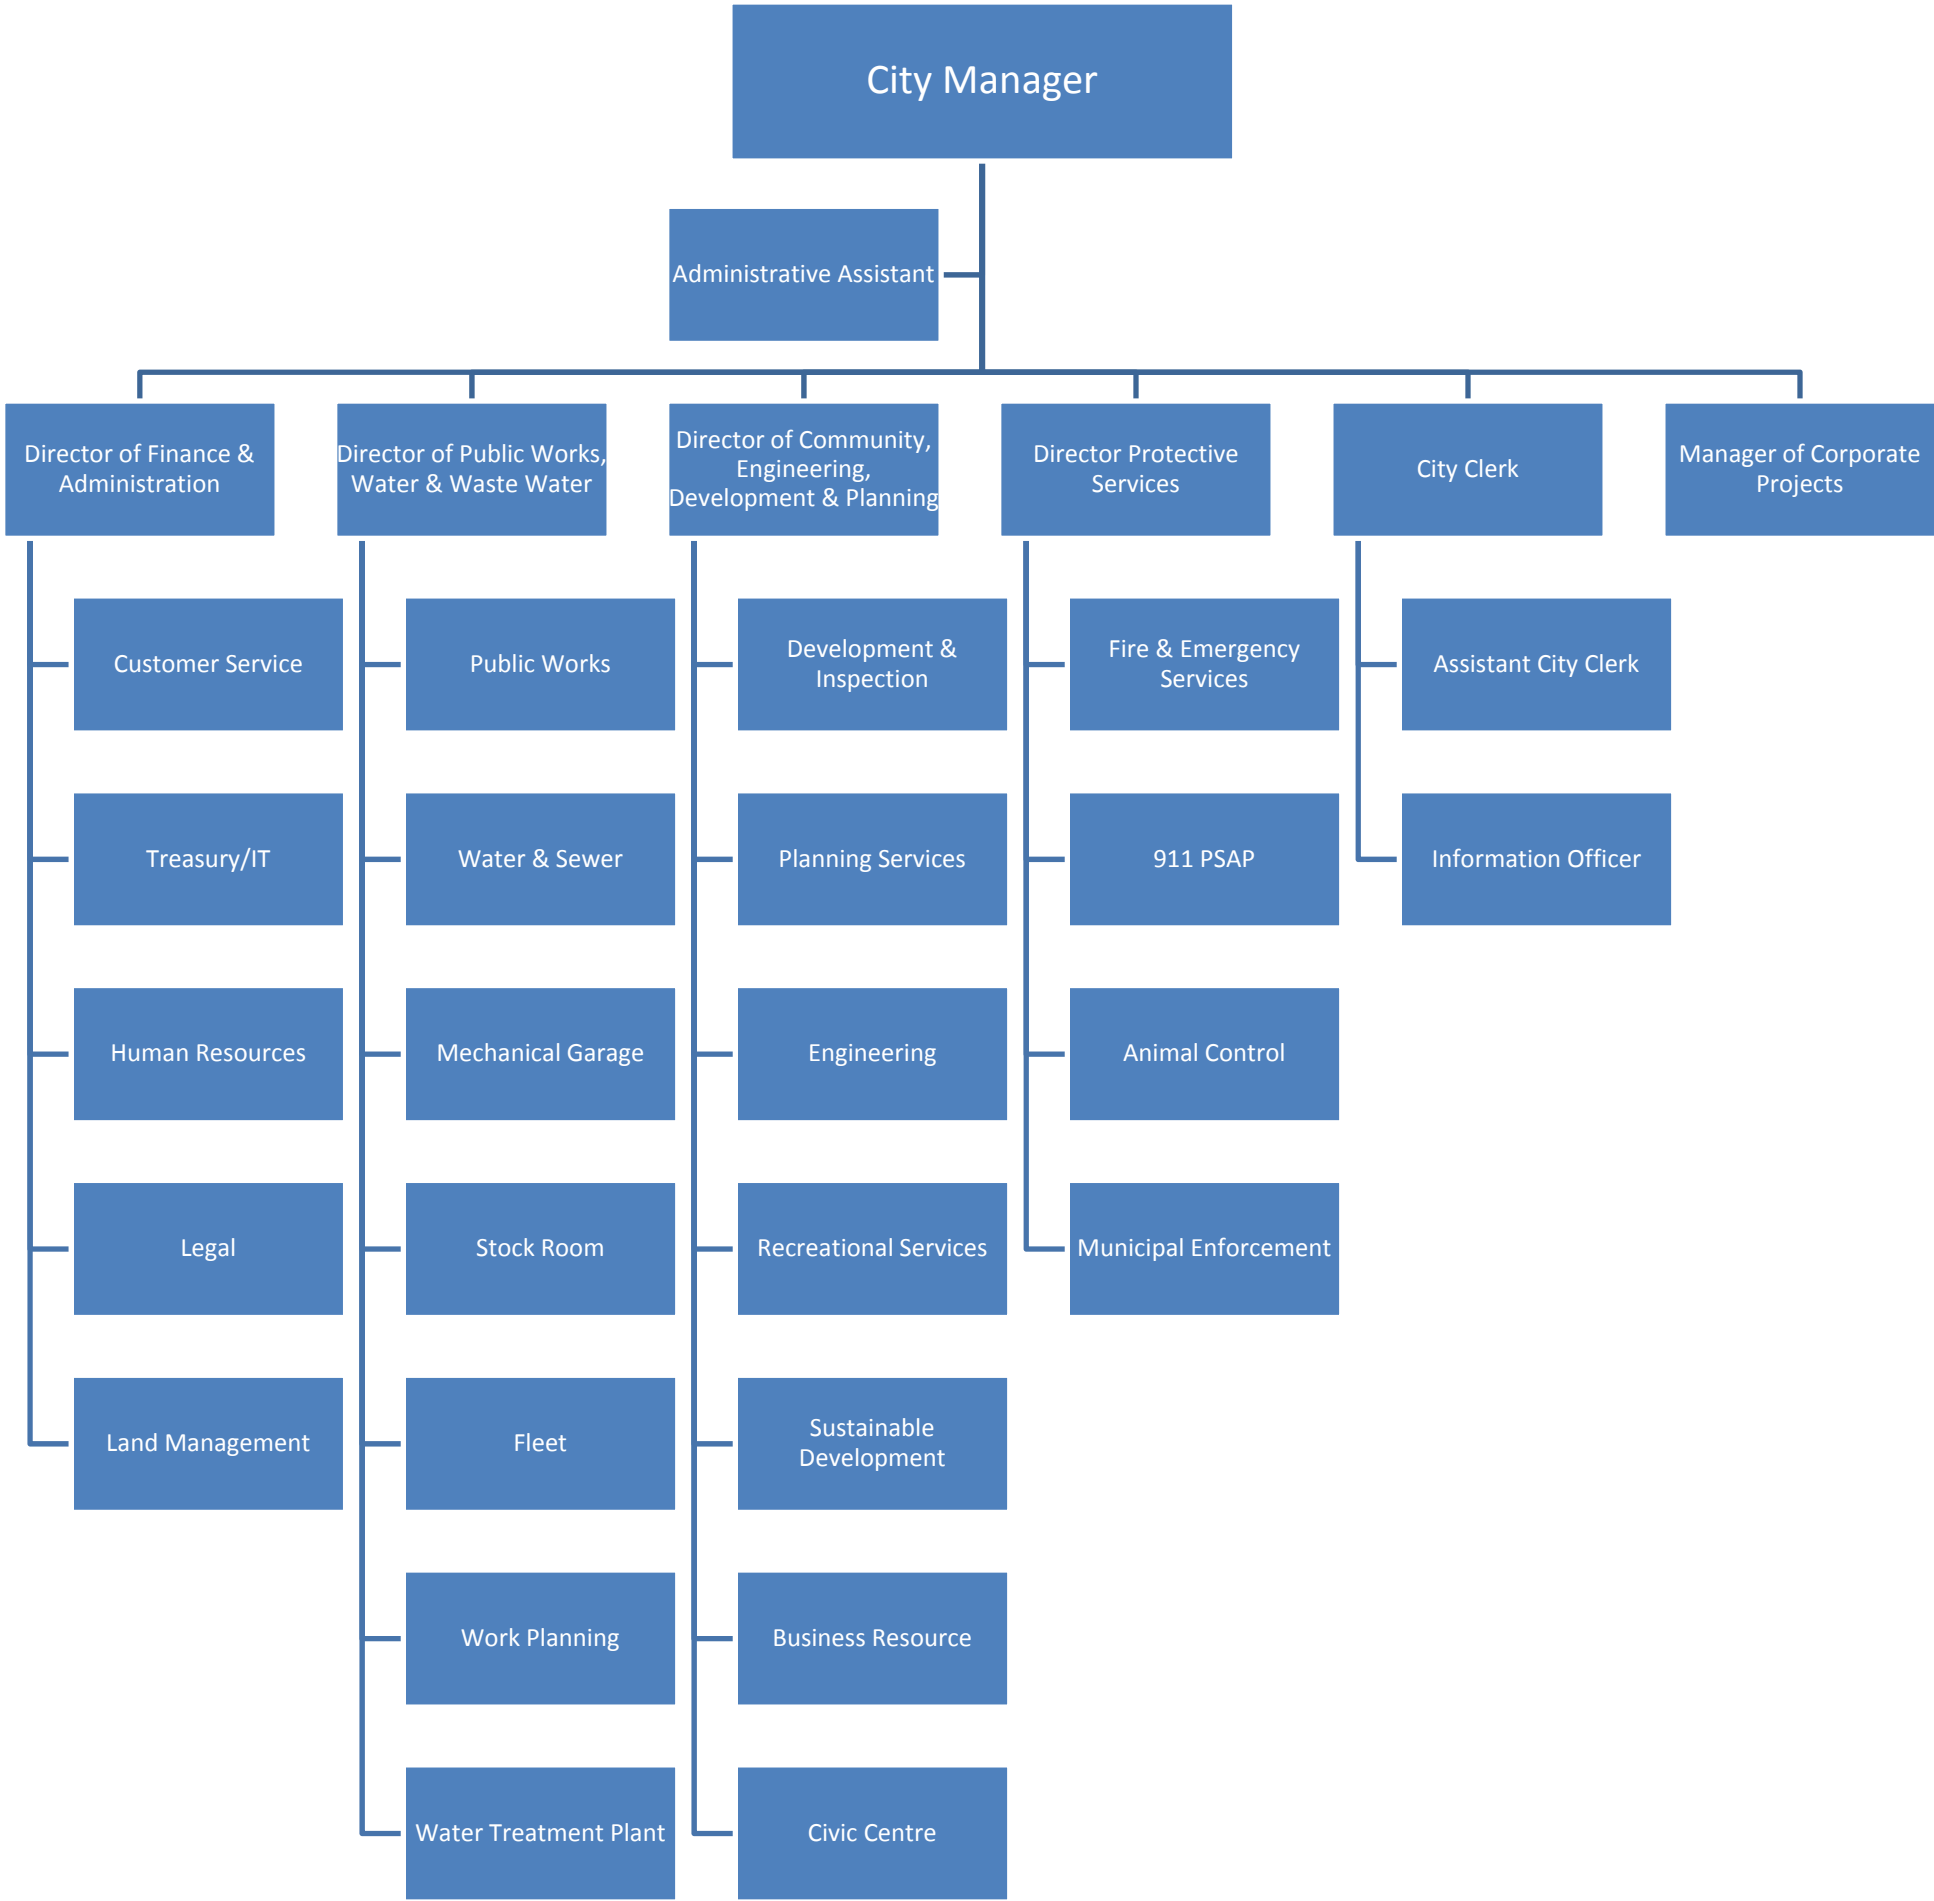 City Manager
Administrative Assistant
Director of Finance &
Administration
Director of Public Works,
Water & Waste Water
Director of Community,
Engineering,
Development & Planning
Director Protective
Services
City Clerk
Manager of Corporate
Projects
Customer Service
Treasury/IT
Human Resources
Legal
Land Management
Public Works
Water & Sewer
Mechanical Garage
Stock Room
Fleet
Work Planning
Water Treatment Plant
Development &
Inspection
Planning Services
Engineering
Recreational Services
Sustainable
Development
Business Resource
Civic Centre
Fire & Emergency
Services
911 PSAP
Animal Control
Municipal Enforcement
Assistant City Clerk
Information Officer